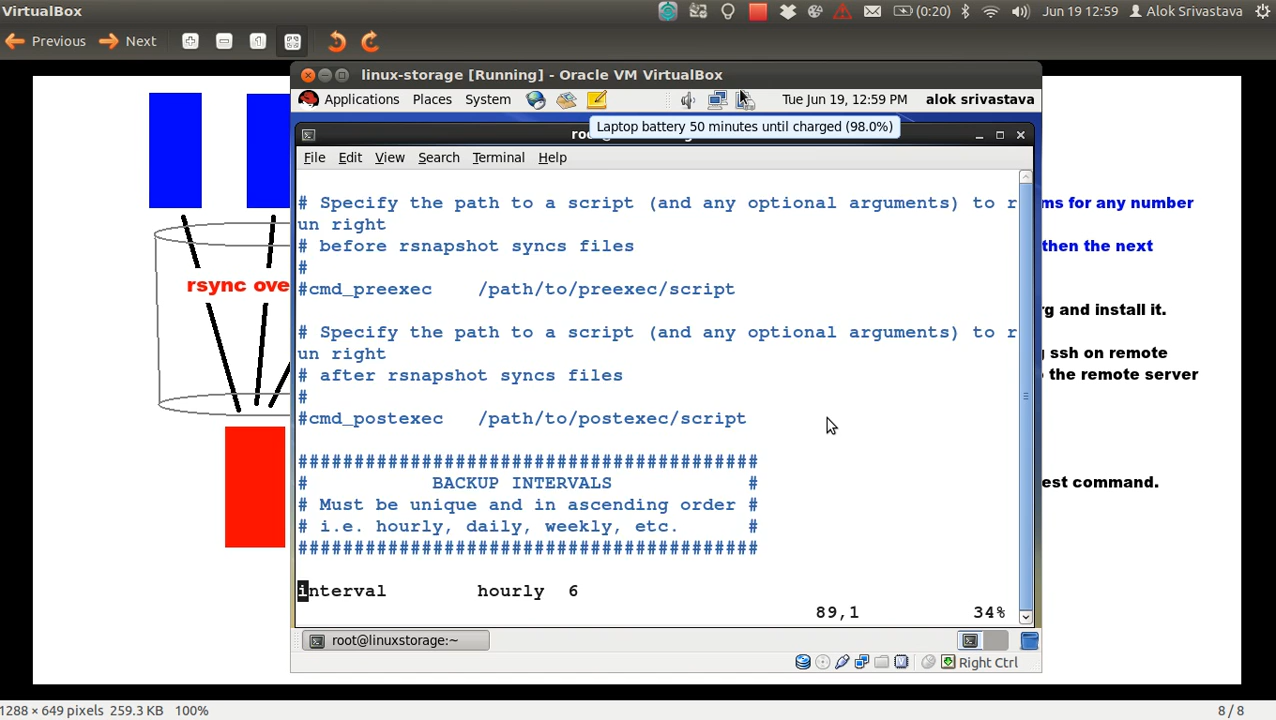 VirtualBox
(0:20)
Jun 19 12:59
Alok Srivastava
Previous
Next
linux-storage [Running] - Oracle VM VirtualBox
Applications Places System
Tue Jun 19, 12:59 PM
alok srivastava
Laptop battery 50 minutes until charged (98.0%)
File Edit View Search Terminal Help
# Specify the path to a script (and any optional arguments) to r
un right
# before rsnapshot syncs files
#
#cmd_preexec /path/to/preexec/script
# Specify the path to a script (and any optional arguments) to r
un right
# after rsnapshot syncs files
#
#cmd_postexec /path/to/postexec/script
#########################################
# BACKUP INTERVALS #
# Must be unique and in ascending order #
# i.e. hourly, daily, weekly, etc. #
#########################################
interval hourly 6
89,1 34%
root@linuxstorage:~
Right Ctrl
rsync ove
ms for any number
then the next
rg and install it.
ssh on remote
the remote server
est command.
1288 × 649 pixels 259.3 KB 100%
8 / 8